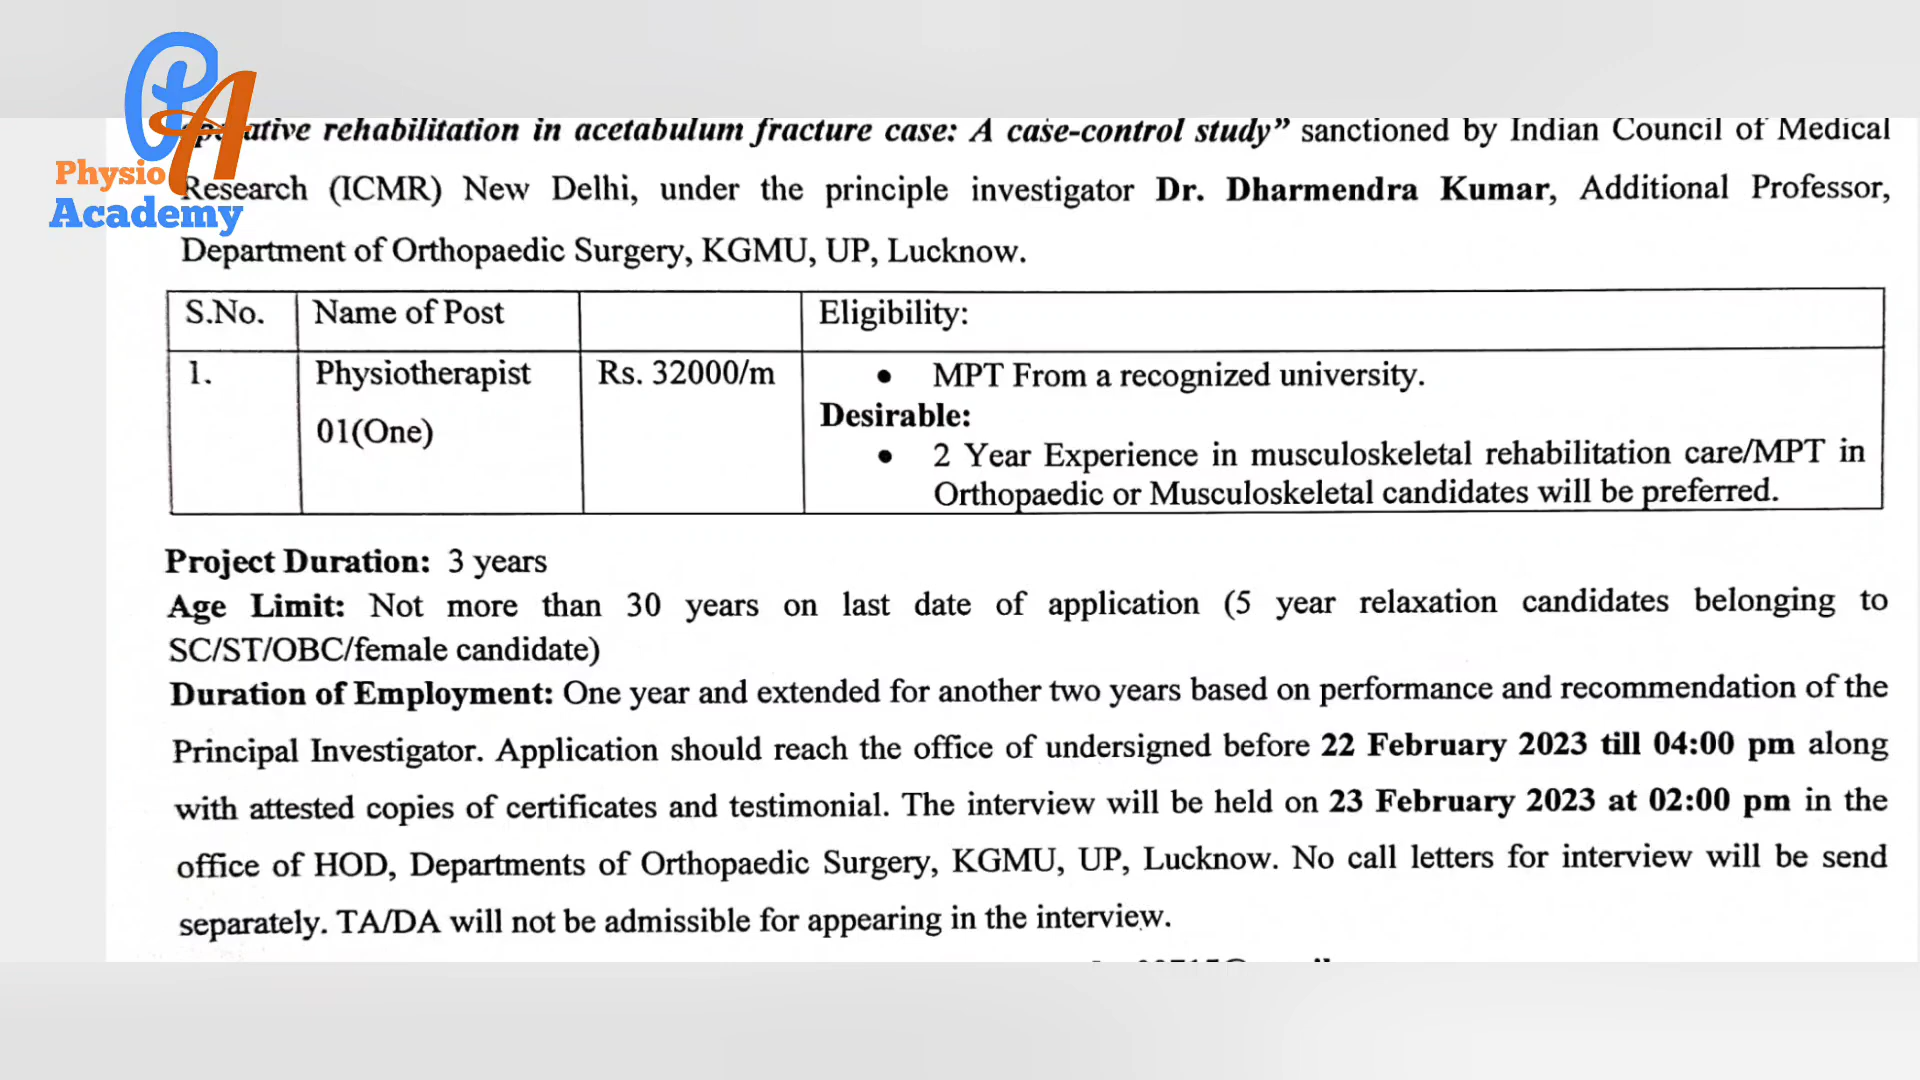 Physio
Academy
rehabilitation in acetabulum fracture case: A case-control study” sanctioned by Indian Council of Medical
Research (ICMR) New Delhi, under the principle investigator Dr. Dharmendra Kumar, Additional Professor,
Department of Orthopaedic Surgery, KGMU, UP, Lucknow.
S.No. Name of Post Eligibility:
1. Physiotherapist Rs. 32000/m • MPT From a recognized university.
01(One) Desirable:
• 2 Year Experience in musculoskeletal rehabilitation care/MPT in
Orthopaedic or Musculoskeletal candidates will be preferred.
Project Duration: 3 years
Age Limit: Not more than 30 years on last date of application (5 year relaxation candidates belonging to
SC/ST/OBC/female candidate)
Duration of Employment: One year and extended for another two years based on performance and recommendation of the
Principal Investigator. Application should reach the office of undersigned before 22 February 2023 till 04:00 pm along
with attested copies of certificates and testimonial. The interview will be held on 23 February 2023 at 02:00 pm in the
office of HOD, Departments of Orthopaedic Surgery, KGMU, UP, Lucknow. No call letters for interview will be send
separately. TA/DA will not be admissible for appearing in the interview.